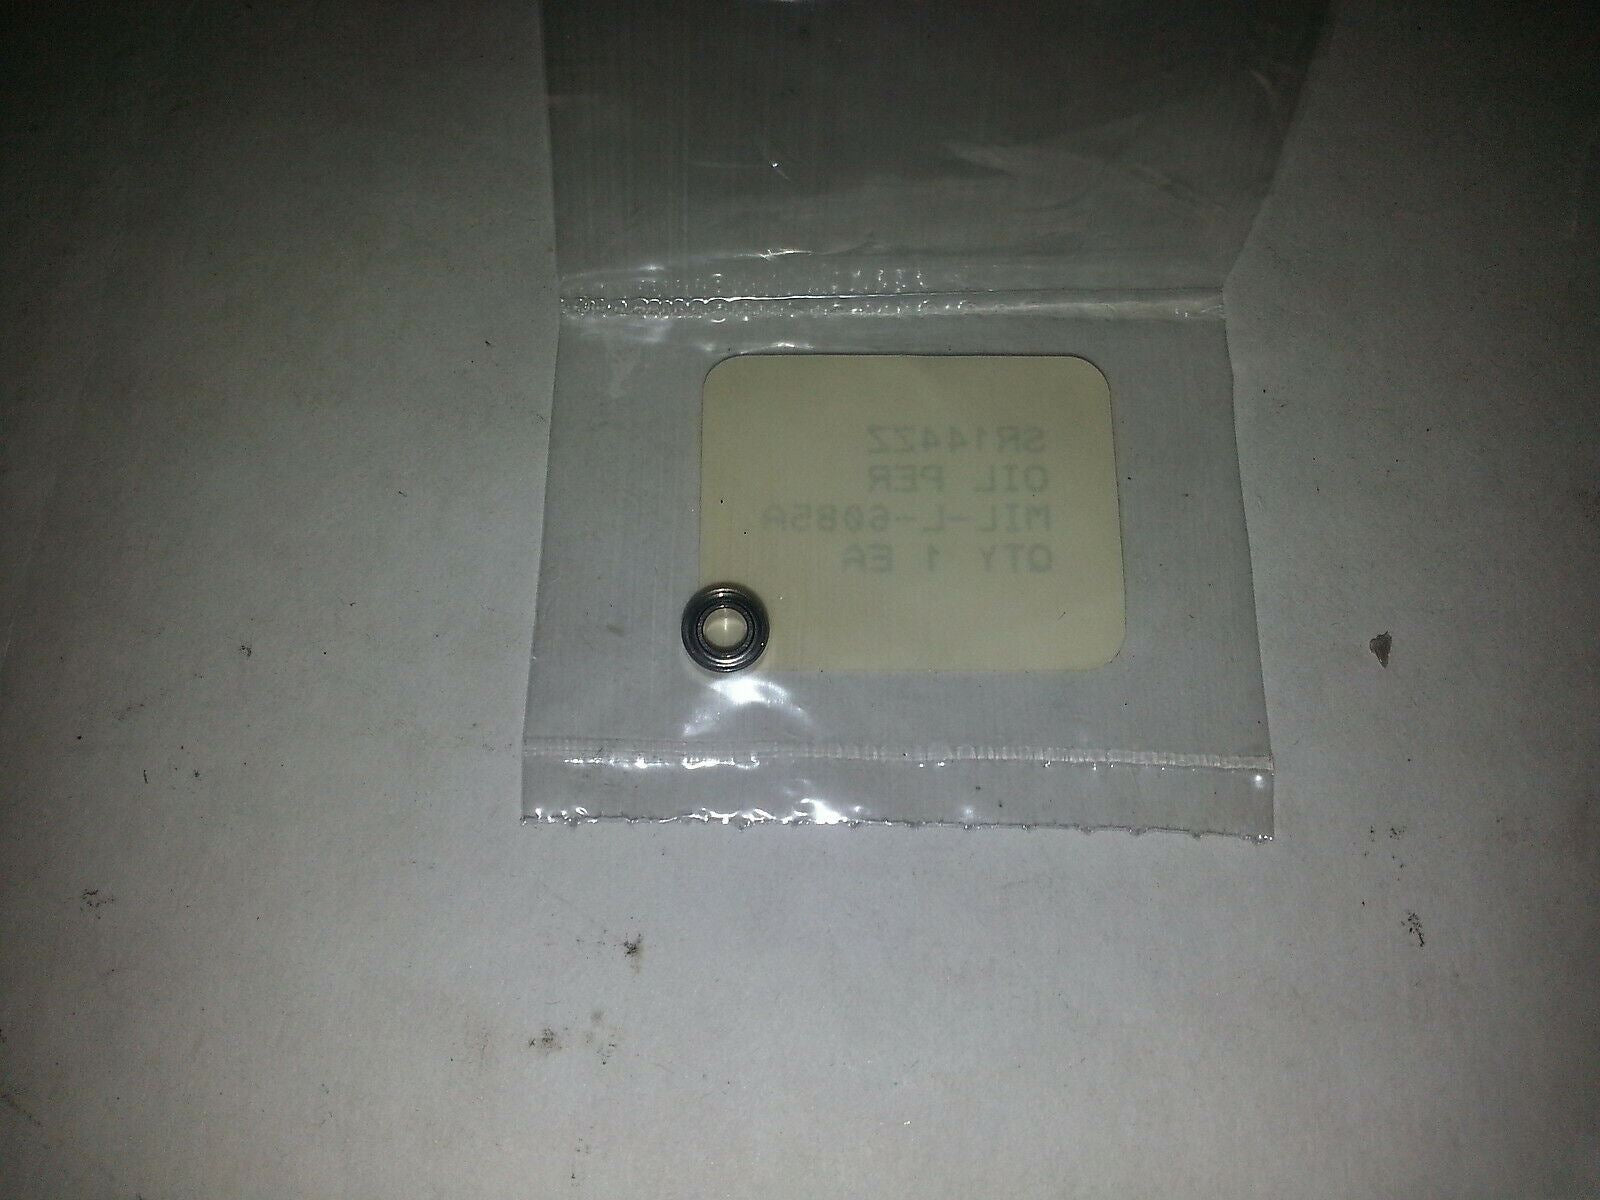 SR144ZZ
OIL PER
MIL-L-6085A
QTY 1 EA